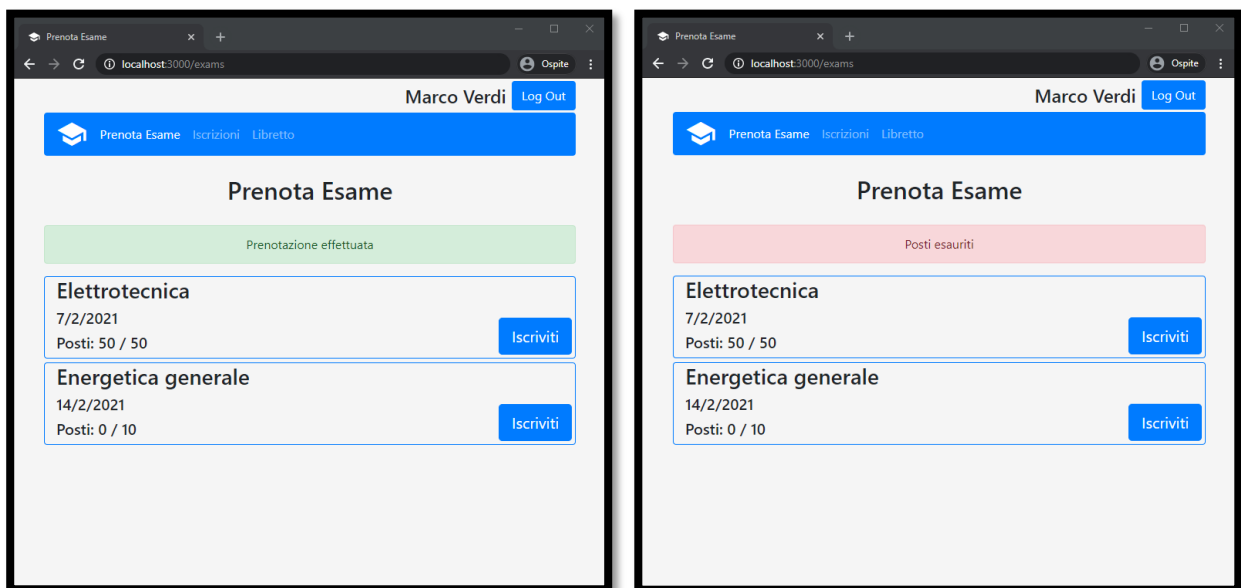 Prenota Esame
localhost:3000/exams
Ospite
Marco Verdi Log Out
Prenota Esame Iscrizioni Libretto
Prenota Esame
Prenotazione effettuata
Elettrotecnica
7/2/2021
Posti: 50 / 50
Iscriviti
Energetica generale
14/2/2021
Posti: 0 / 10
Iscriviti
Prenota Esame
localhost:3000/exams
Ospite
Marco Verdi Log Out
Prenota Esame Iscrizioni Libretto
Prenota Esame
Posti esauriti
Elettrotecnica
7/2/2021
Posti: 50 / 50
Iscriviti
Energetica generale
14/2/2021
Posti: 0 / 10
Iscriviti